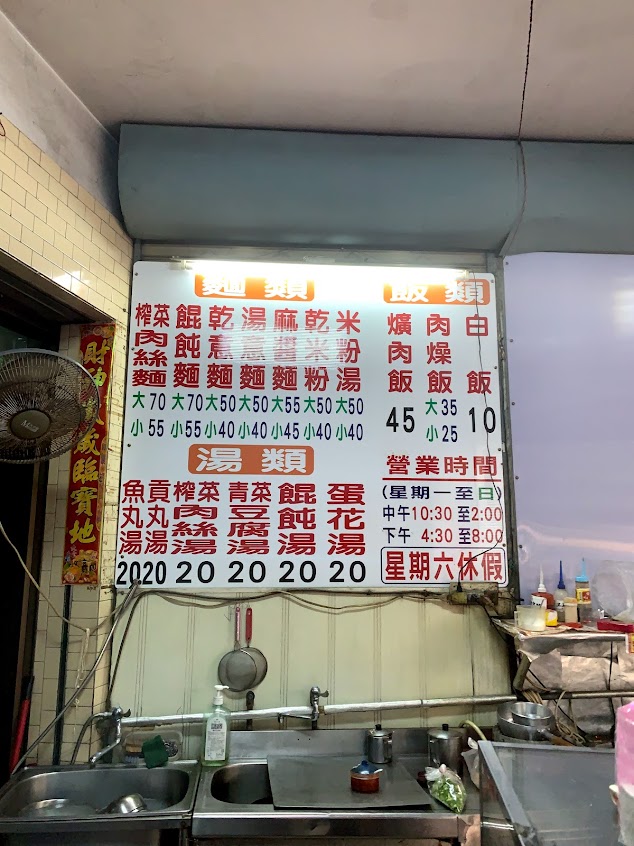 麵類
榨菜肉絲麵 大70 小55
餛飩麵 大70 小55
乾意麵 大50 小40
湯意麵 大50 小40
麻醬麵 大55 小45
乾米粉 大50 小40
米粉湯 大50 小40
飯類
爌肉飯 45
肉燥飯 大35 小25
白飯 10
湯類
魚丸湯 20
貢丸湯 20
榨菜肉絲湯 20
青菜豆腐湯 20
餛飩湯 20
蛋花湯 20
營業時間
(星期一至日)
中午10:30至2:00
下午 4:30至8:00
星期六休假
財神 威臨寶地